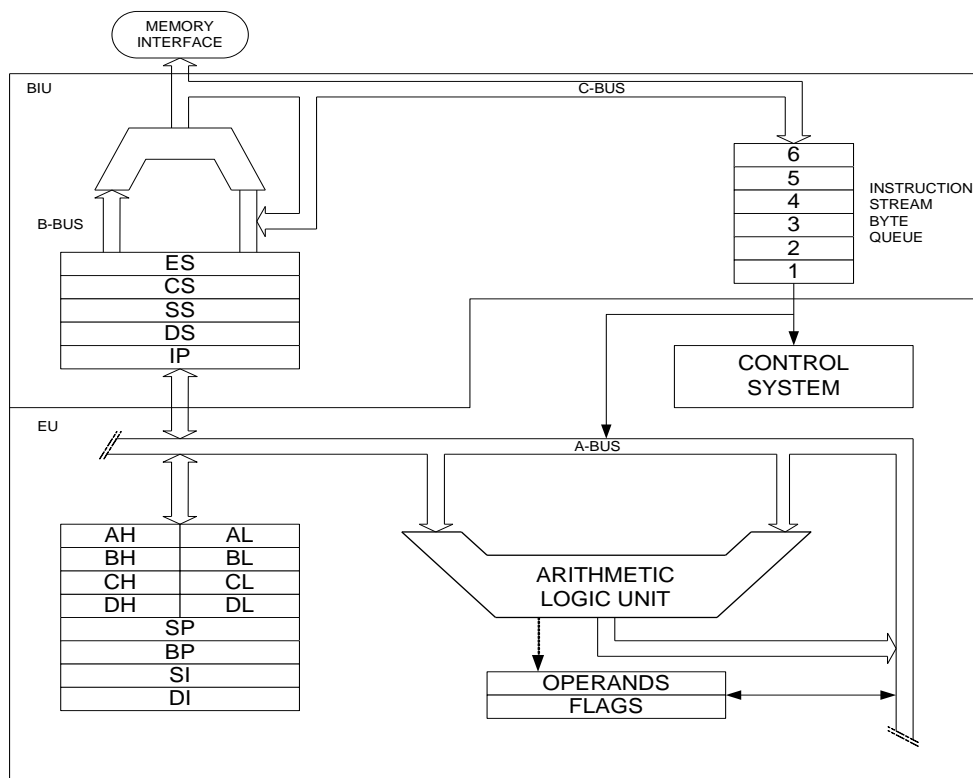 MEMORY
INTERFACE
BIU
C-BUS
6
5
4
3
2
1
INSTRUCTION
STREAM
BYTE
QUEUE
B-BUS
ES
CS
SS
DS
IP
CONTROL
SYSTEM
EU
A-BUS
AH AL
BH BL
CH CL
DH DL
SP
BP
SI
DI
ARITHMETIC
LOGIC UNIT
OPERANDS
FLAGS